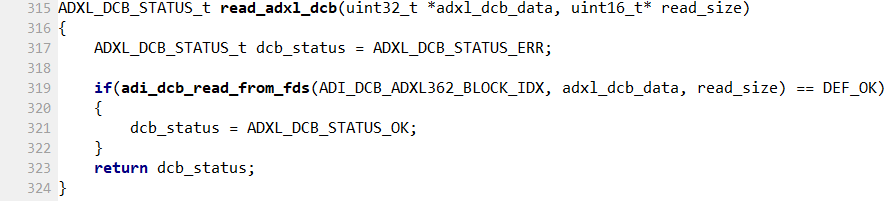 315 ADXL_DCB_STATUS_t read_adxl_dcb(uint32_t *adxl_dcb_data, uint16_t* read_size)
316 {
317     ADXL_DCB_STATUS_t dcb_status = ADXL_DCB_STATUS_ERR;
318
319     if(adi_dcb_read_from_fds(ADI_DCB_ADXL362_BLOCK_IDX, adxl_dcb_data, read_size) == DEF_OK)
320     {
321         dcb_status = ADXL_DCB_STATUS_OK;
322     }
323     return dcb_status;
324 }